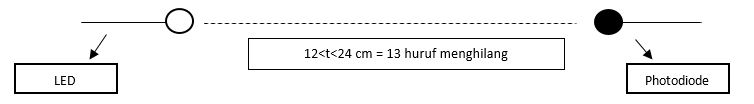 12<t<24 cm = 13 huruf menghilang
LED
Photodiode